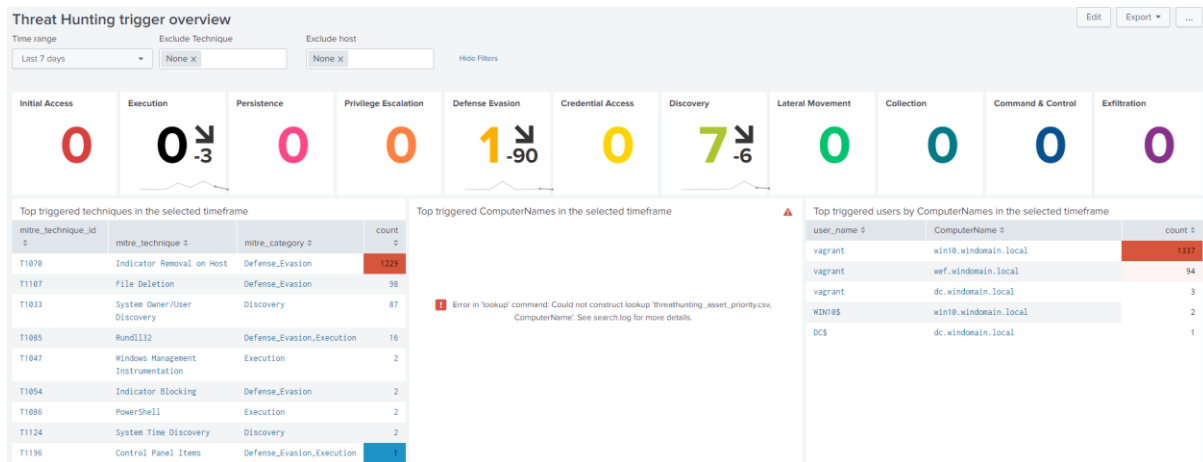 Threat Hunting trigger overview
Edit
Export
...
Time range
Exclude Technique
Exclude host
Last 7 days
None ×
None ×
Hide Filters
Initial Access
Execution
Persistence
Privilege Escalation
Defense Evasion
Credential Access
Discovery
Lateral Movement
Collection
Command & Control
Exfiltration
0
0 -3
0
0
1 -90
0
7 -6
0
0
0
0
Top triggered techniques in the selected timeframe
mitre_technique_id mitre_technique mitre_category count
T1070 Indicator Removal on Host Defense_Evasion 1229
T1107 File Deletion Defense_Evasion 98
T1033 System Owner/User Discovery 87
Discovery
T1085 Rundll32 Defense_Evasion,Execution 16
T1047 Windows Management Execution 2
Instrumentation
T1054 Indicator Blocking Defense_Evasion 2
T1086 PowerShell Execution 2
T1124 System Time Discovery Discovery 2
T1196 Control Panel Items Defense_Evasion,Execution 1
Top triggered ComputerNames in the selected timeframe
Error in 'lookup' command: Could not construct lookup 'threathunting_asset_priority.csv,
ComputerName'. See search.log for more details.
Top triggered users by ComputerNames in the selected timeframe
user_name ComputerName count
vagrant win10.windomain.local 1337
vagrant wef.windomain.local 94
vagrant dc.windomain.local 3
WIN10$ win10.windomain.local 2
DC$ dc.windomain.local 1